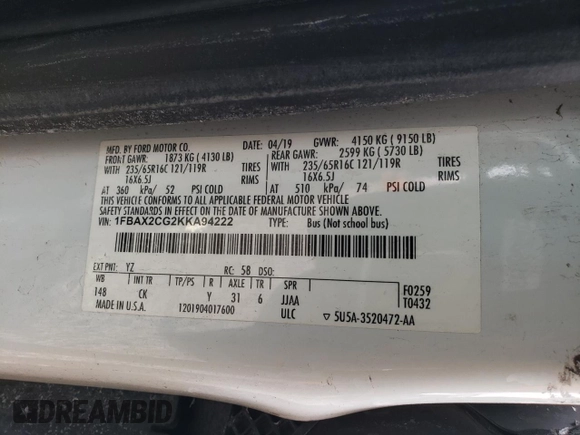 MFD. BY FORD MOTOR CO.
04/19 GVWR: 4150 KG ( 9150 LB)
FRONT GAWR: 1873 KG ( 4130 LB) REAR GAWR: 2599 KG ( 5730 LB)
WITH 235/65R16C 121/119R TIRES WITH 235/65R16C 121/119R TIRES
16X6.5J RIMS 16X6.5J RIMS
AT 360 kPa/ 52 PSI COLD AT 510 kPa/ 74 PSI COLD
THIS VEHICLE CONFORMS TO ALL APPLICABLE FEDERAL MOTOR VEHICLE
SAFETY STANDARDS IN EFFECT ON THE DATE OF MANUFACTURE SHOWN ABOVE.
VIN: 1FBAX2CG2KKA94222 TYPE: Bus (Not school bus)
EXT PNT: YZ RC: 58 DSO:
WB INT TR TP/PS R AXLE TR SPR
148 CK Y 31 6 JJAA
F0259
T0432
MADE IN U.S.A. 1201904017600 ULC ▽ 5U5A-3520472-AA
DREAMBID